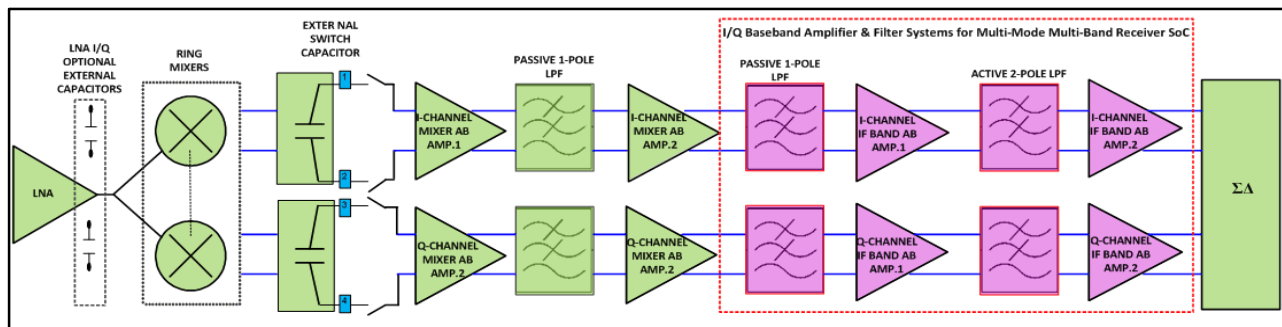 I/Q Baseband Amplifier & Filter Systems for Multi-Mode Multi-Band Receiver SoC
LNA I/Q
OPTIONAL
EXTERNAL
CAPACITORS
RING
MIXERS
EXTER NAL
SWITCH
CAPACITOR
PASSIVE 1-POLE
LPF
PASSIVE 1-POLE
LPF
ACTIVE 2-POLE LPF
1
2
I-CHANNEL
MIXER AB
AMP.1
I-CHANNEL
MIXER AB
AMP.2
I-CHANNEL
IF BAND AB
AMP.1
I-CHANNEL
IF BAND AB
AMP.2
LNA
ΣΔ
3
4
Q-CHANNEL
MIXER AB
AMP.2
Q-CHANNEL
MIXER AB
AMP.2
Q-CHANNEL
IF BAND AB
AMP.1
Q-CHANNEL
IF BAND AB
AMP.2